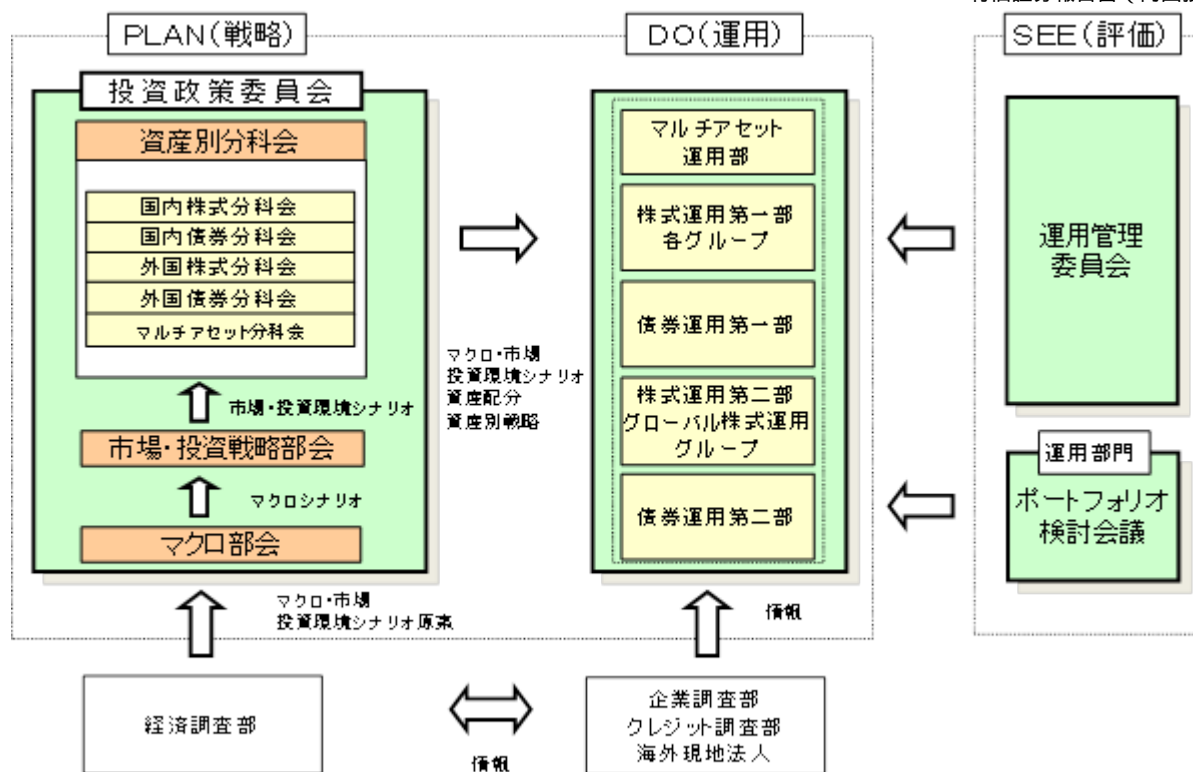 PLAN(戦略)
DO(運用)
SEE(評価)
投資政策委員会
資産別分科会
国内株式分科会
国内債券分科会
外国株式分科会
外国債券分科会
マルチアセット分科会
市場・投資環境シナリオ
市場・投資戦略部会
マクロシナリオ
マクロ部会
マクロ・市場
投資環境シナリオ
資産配分
資産別戦略
マルチアセット
運用部
株式運用第一部
各グループ
債券運用第一部
株式運用第二部
グローバル株式運用
グループ
債券運用第二部
運用管理
委員会
運用部門
ポートフォリオ
検討会議
マクロ・市場
投資環境シナリオ原案
情報
経済調査部
情報
企業調査部
クレジット調査部
海外現地法人